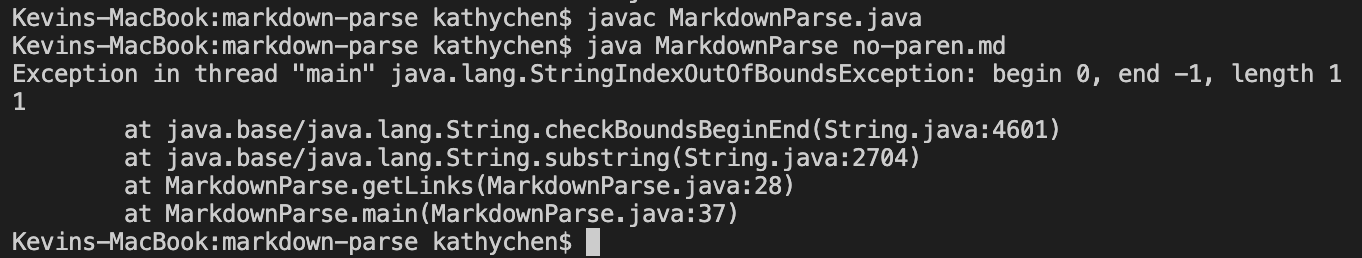 Kevins-MacBook:markdown-parse kathychen$ javac MarkdownParse.java
Kevins-MacBook:markdown-parse kathychen$ java MarkdownParse no-paren.md
Exception in thread "main" java.lang.StringIndexOutOfBoundsException: begin 0, end -1, length 1
1
        at java.base/java.lang.String.checkBoundsBeginEnd(String.java:4601)
        at java.base/java.lang.String.substring(String.java:2704)
        at MarkdownParse.getLinks(MarkdownParse.java:28)
        at MarkdownParse.main(MarkdownParse.java:37)
Kevins-MacBook:markdown-parse kathychen$